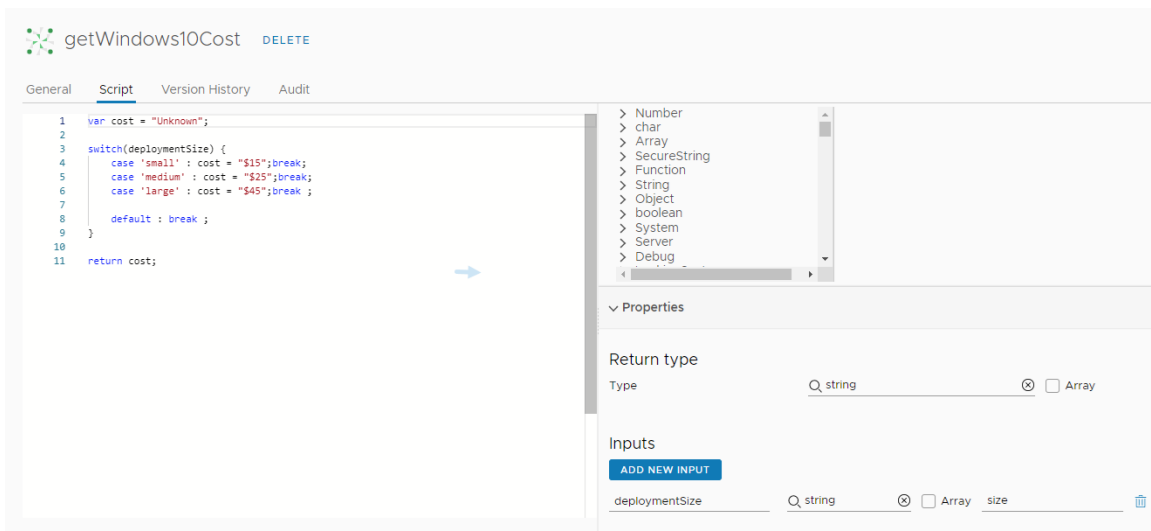 getWindows10Cost DELETE
General Script Version History Audit
1 var cost = "Unknown";
2
3 switch(deploymentSize) {
4 case 'small' : cost = "$15";break;
5 case 'medium' : cost = "$25";break;
6 case 'large' : cost = "$45";break ;
7
8 default : break ;
9 }
10
11 return cost;
Number
char
Array
SecureString
Function
String
Object
boolean
System
Server
Debug
Properties
Return type
Type string Array
Inputs
ADD NEW INPUT
deploymentSize string Array size